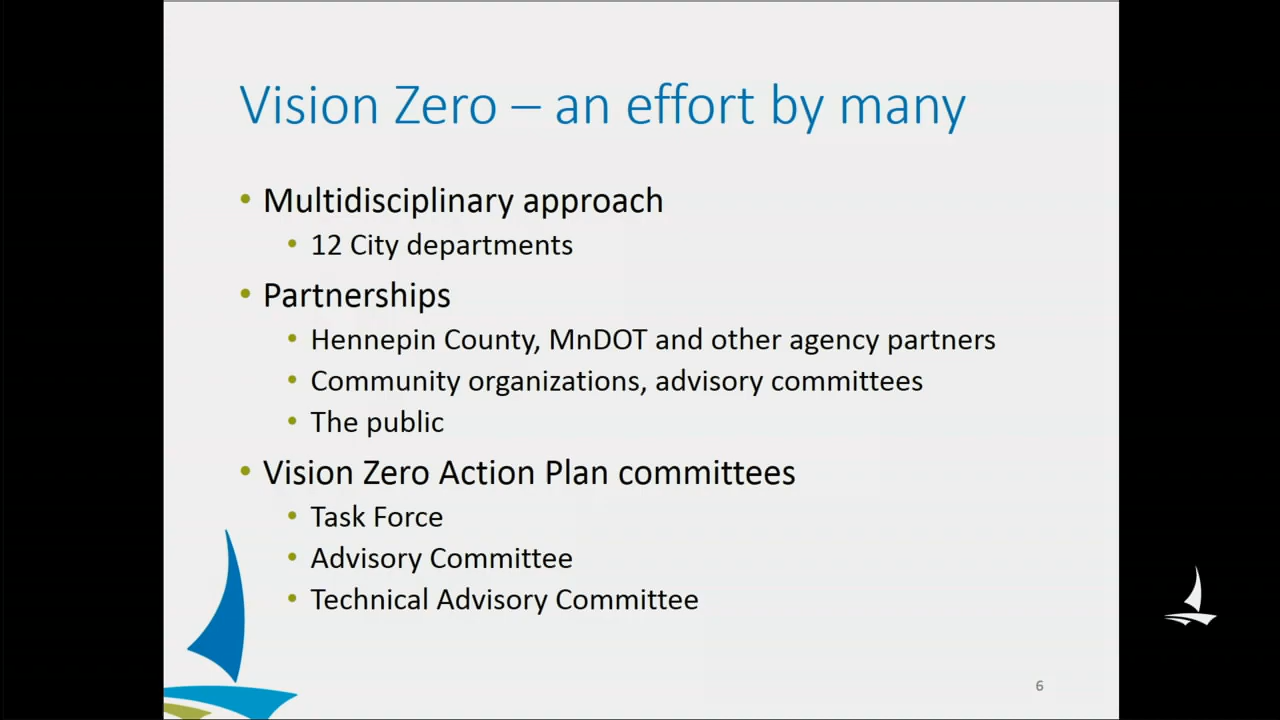 Vision Zero – an effort by many
• Multidisciplinary approach
• 12 City departments
• Partnerships
• Hennepin County, MnDOT and other agency partners
• Community organizations, advisory committees
• The public
• Vision Zero Action Plan committees
• Task Force
• Advisory Committee
• Technical Advisory Committee
6